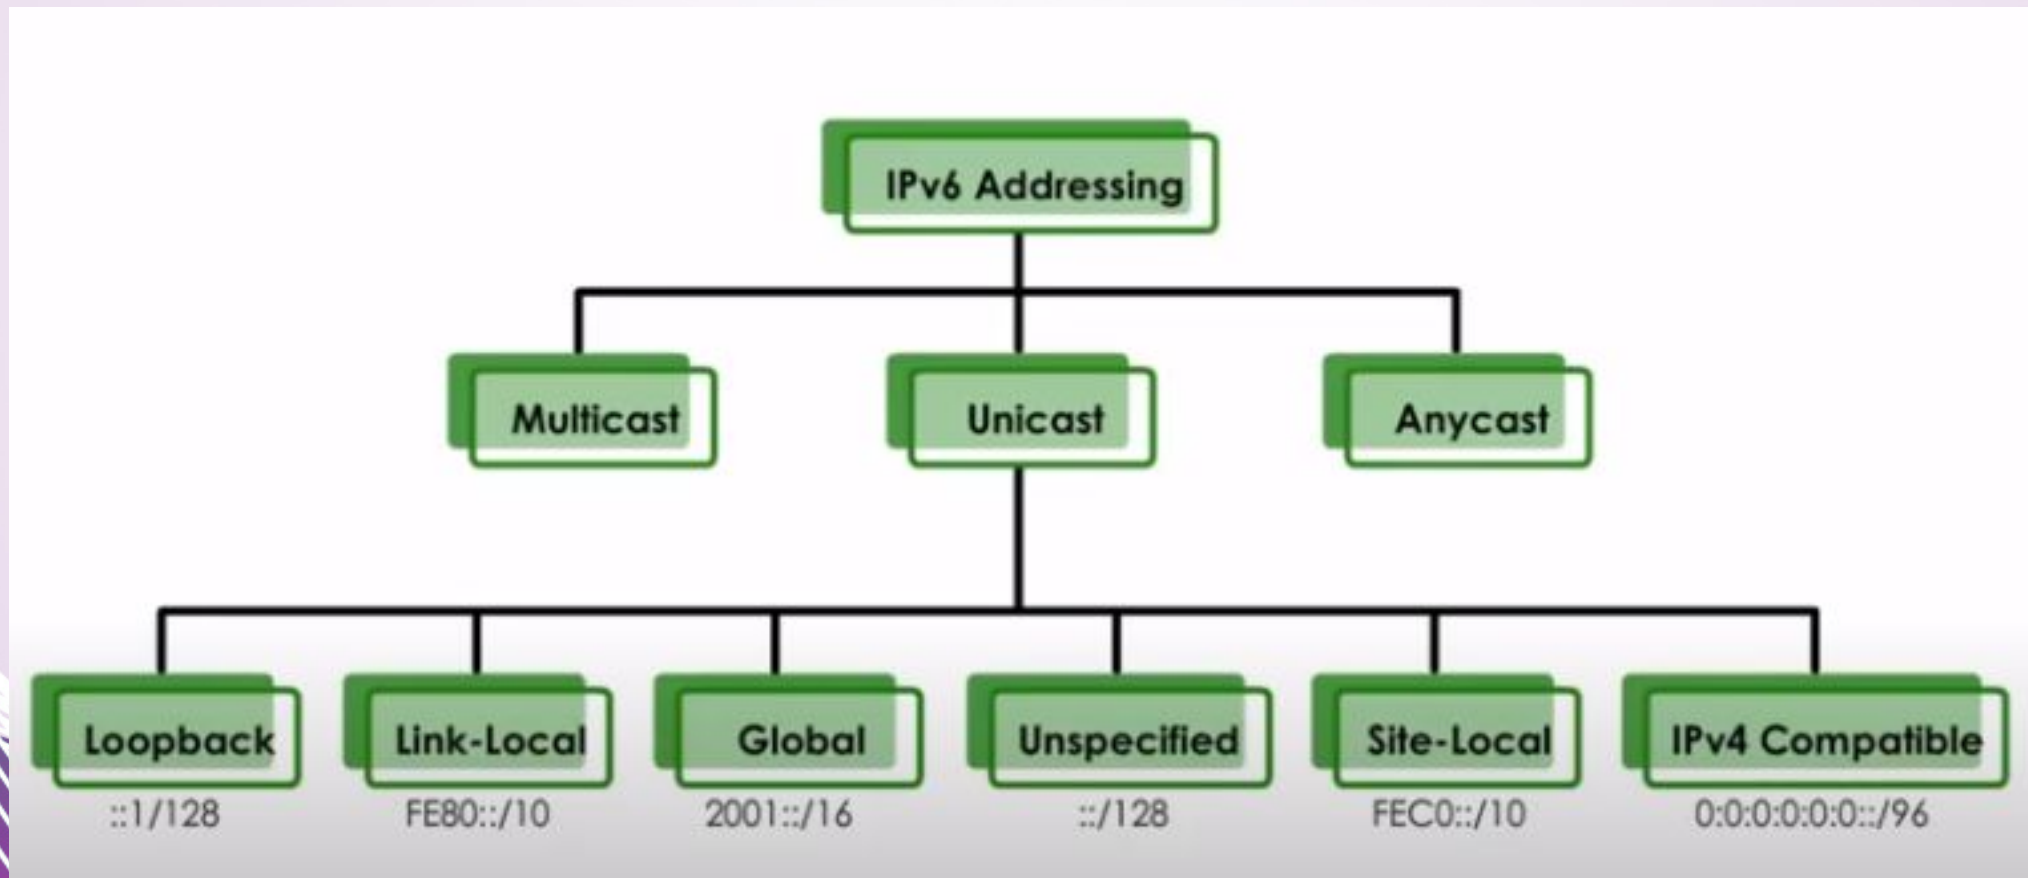 IPv6 Addressing
Multicast
Unicast
Anycast
Loopback
Link-Local
Global
Unspecified
Site-Local
IPv4 Compatible
::1/128
FE80::/10
2001::/16
::/128
FEC0::/10
0:0:0:0:0:0::/96